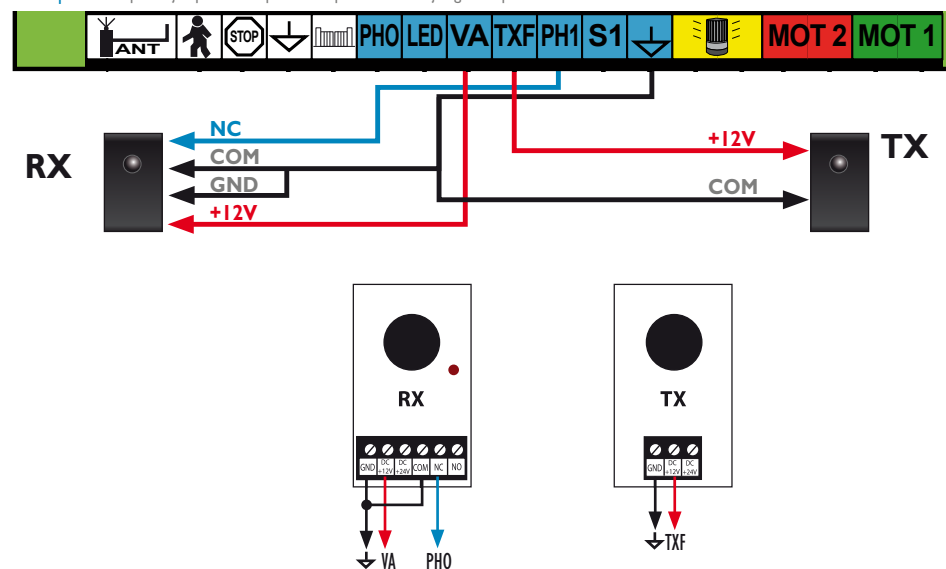 ANT STOP PHO LED VA TXF PH1 S1 MOT 2 MOT 1
NC
+12V
TX
RX
COM
GND
COM
+12V
RX
TX
GND DC +12V DC +24V COM NC NO
GND DC +12V DC +24V
VA PHO
TXF